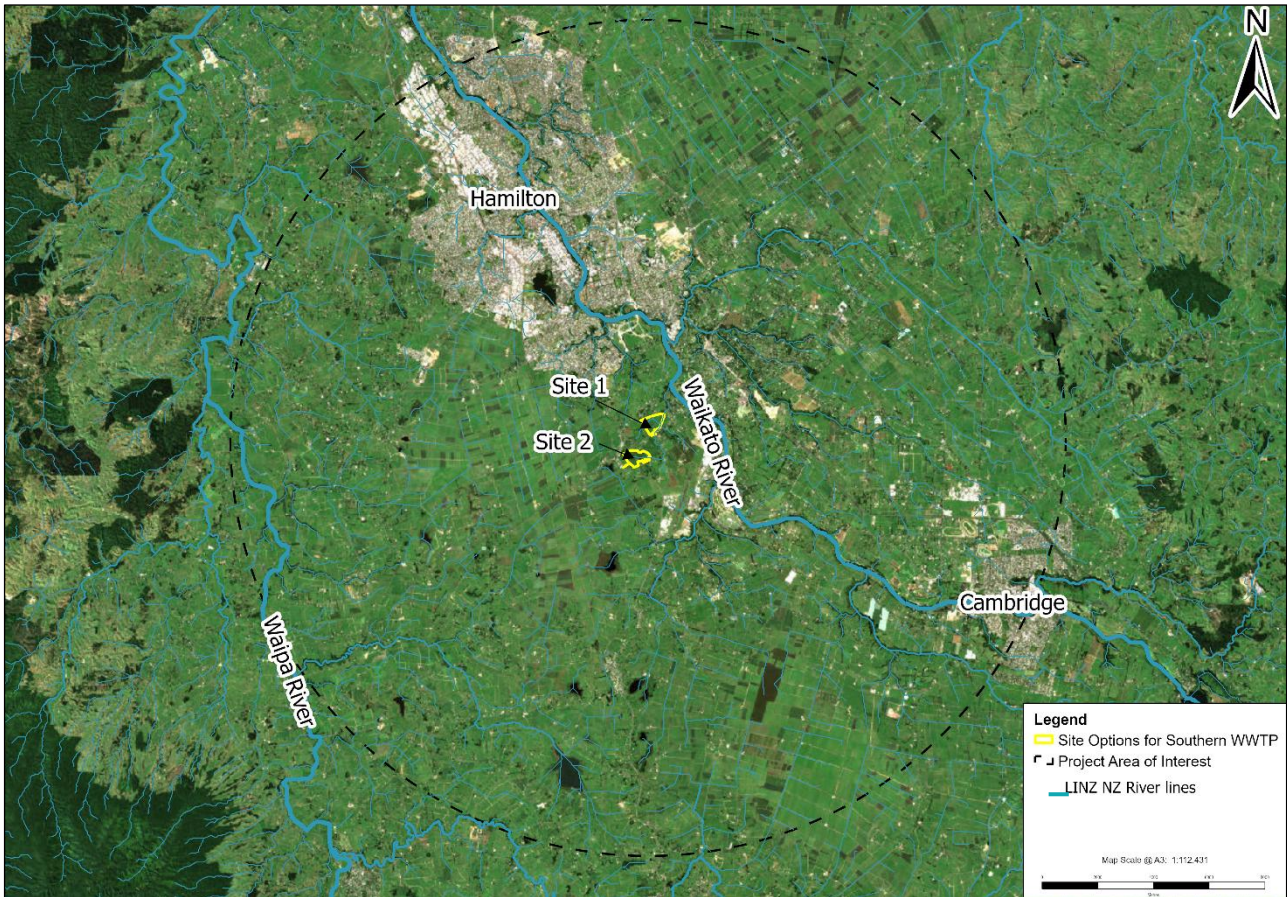 N
Hamilton
Site 1
Site 2
Waikato River
Cambridge
Waipa River
Legend
Site Options for Southern WWTP
Project Area of Interest
LINZ NZ River lines
Map Scale @ A3: 1:112,431